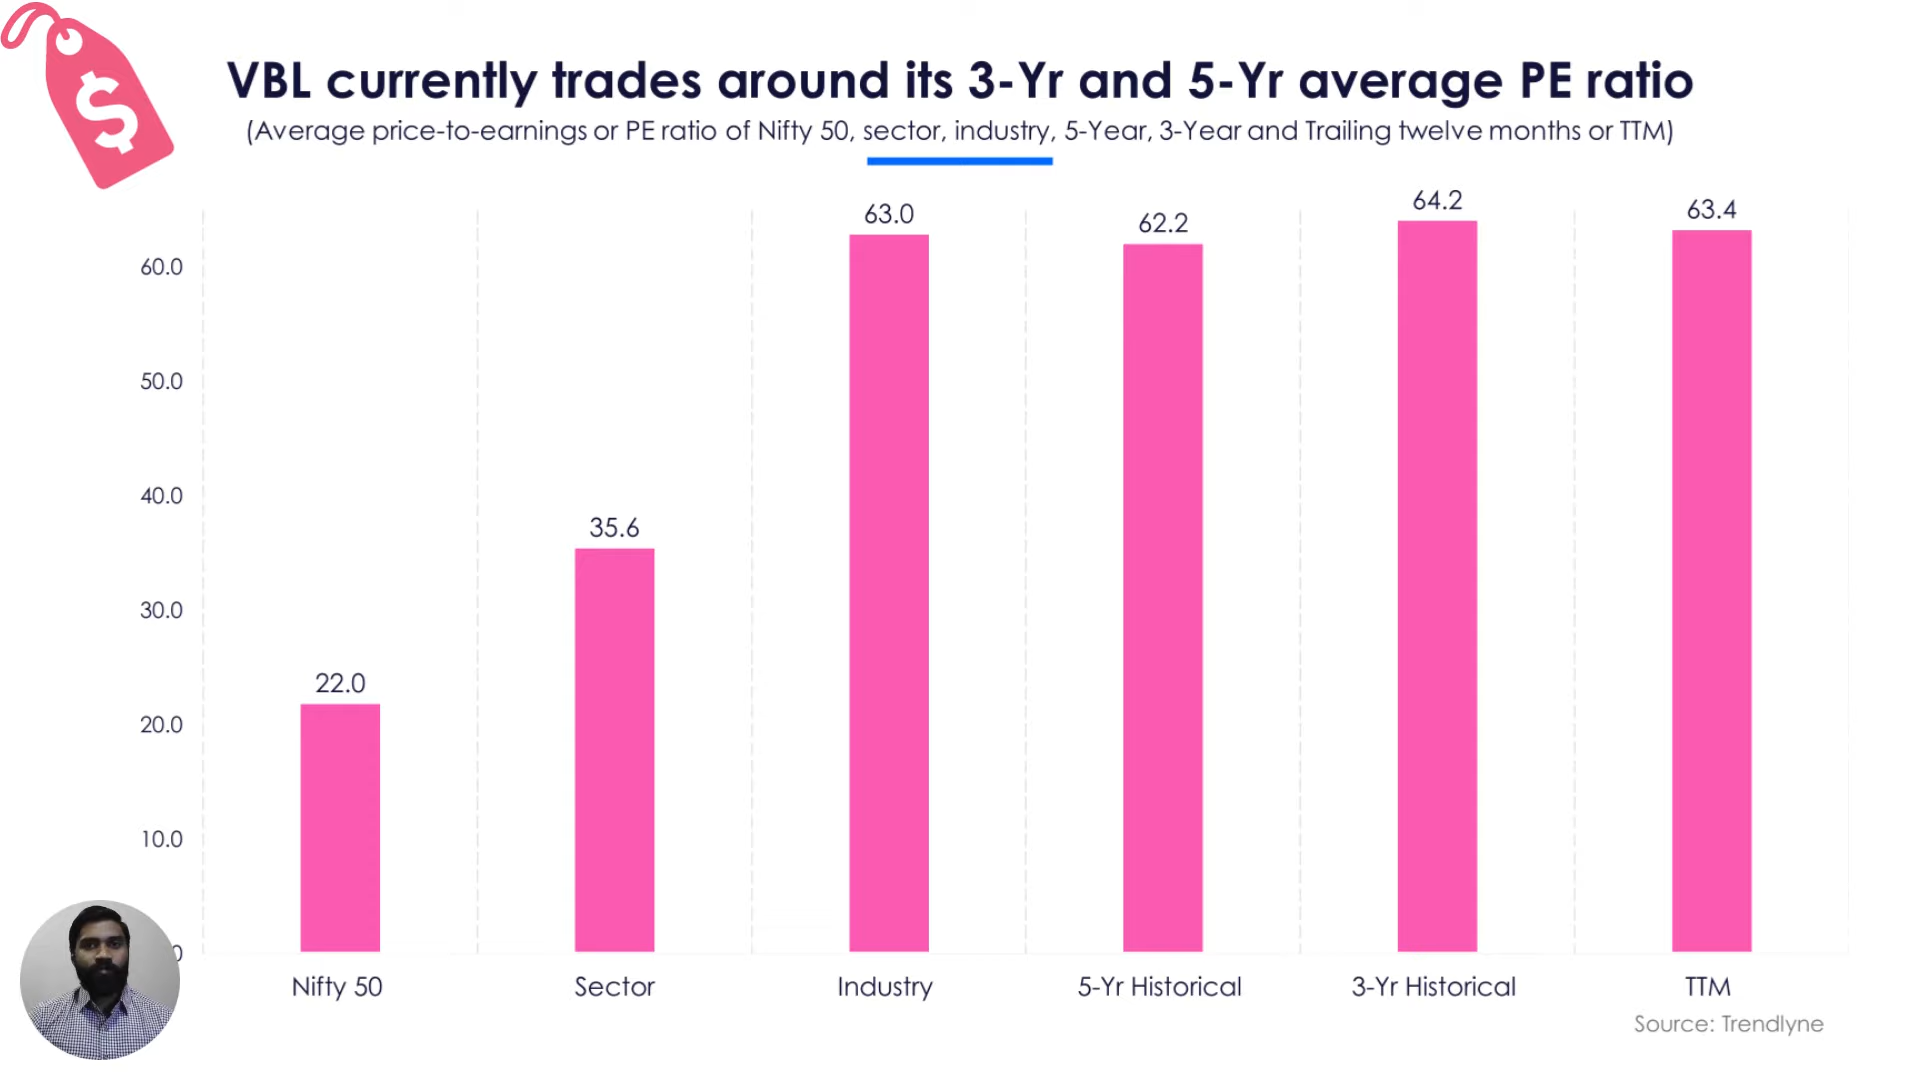 VBL currently trades around its 3-Yr and 5-Yr average PE ratio
(Average price-to-earnings or PE ratio of Nifty 50, sector, industry, 5-Year, 3-Year and Trailing twelve months or TTM)
$
60.0
50.0
40.0
30.0
20.0
10.0
0
22.0
35.6
63.0
62.2
64.2
63.4
Nifty 50
Sector
Industry
5-Yr Historical
3-Yr Historical
TTM
Source: Trendlyne